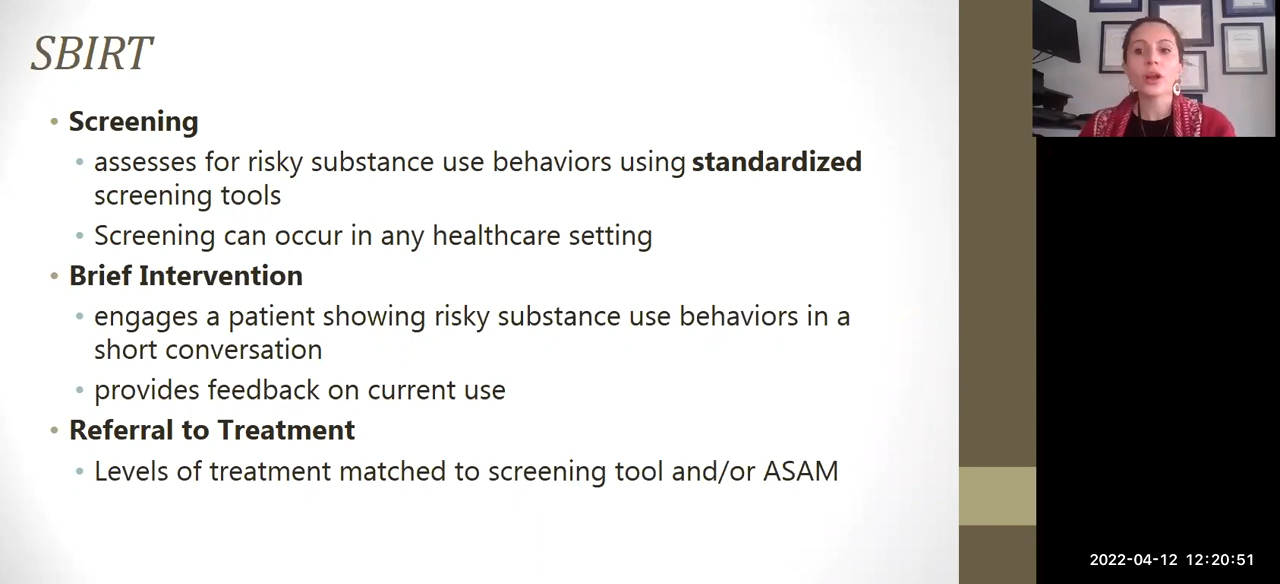 SBIRT
• Screening
• assesses for risky substance use behaviors using standardized
screening tools
• Screening can occur in any healthcare setting
• Brief Intervention
• engages a patient showing risky substance use behaviors in a
short conversation
• provides feedback on current use
• Referral to Treatment
• Levels of treatment matched to screening tool and/or ASAM
2022-04-12 12:20:51